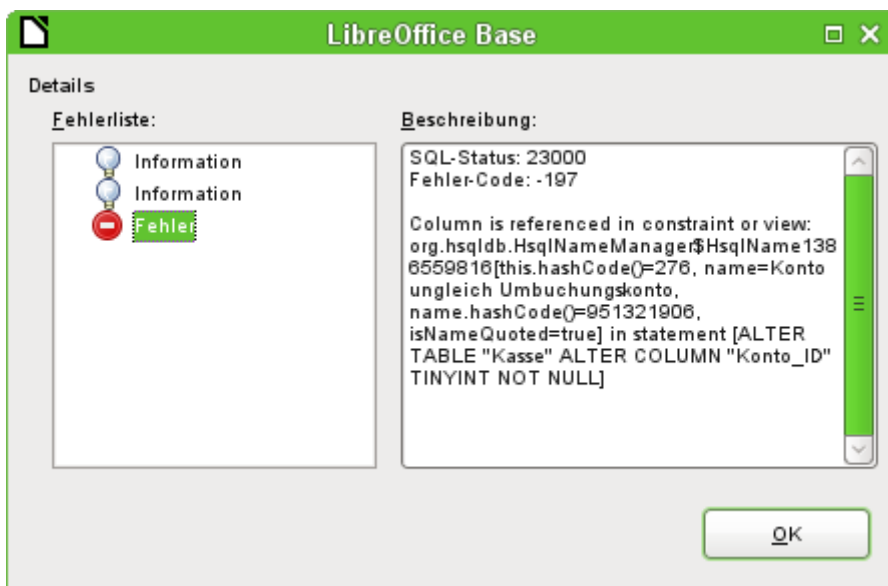 LibreOffice Base
Details
Fehlerliste:
Beschreibung:
Information
Information
Fehler
SQL-Status: 23000
Fehler-Code: -197
Column is referenced in constraint or view:
org.hsqldb.HsqlNameManager$HsqlName138
6559816[this.hashCode()=276, name=Konto
ungleich Umbuchungskonto,
name.hashCode()=951321906,
isNameQuoted=true] in statement [ALTER
TABLE "Kasse" ALTER COLUMN "Konto_ID"
TINYINT NOT NULL]
OK